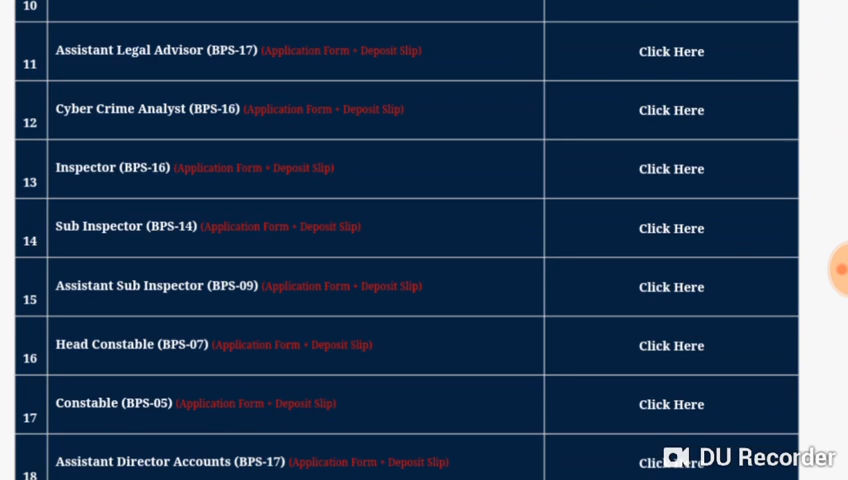 10
11 Assistant Legal Advisor (BPS-17) (Application Form + Deposit Slip) Click Here
12 Cyber Crime Analyst (BPS-16) (Application Form + Deposit Slip) Click Here
13 Inspector (BPS-16) (Application Form + Deposit Slip) Click Here
14 Sub Inspector (BPS-14) (Application Form + Deposit Slip) Click Here
15 Assistant Sub Inspector (BPS-09) (Application Form + Deposit Slip) Click Here
16 Head Constable (BPS-07) (Application Form + Deposit Slip) Click Here
17 Constable (BPS-05) (Application Form + Deposit Slip) Click Here
18 Assistant Director Accounts (BPS-17) (Application Form + Deposit Slip) Click Here
DU Recorder